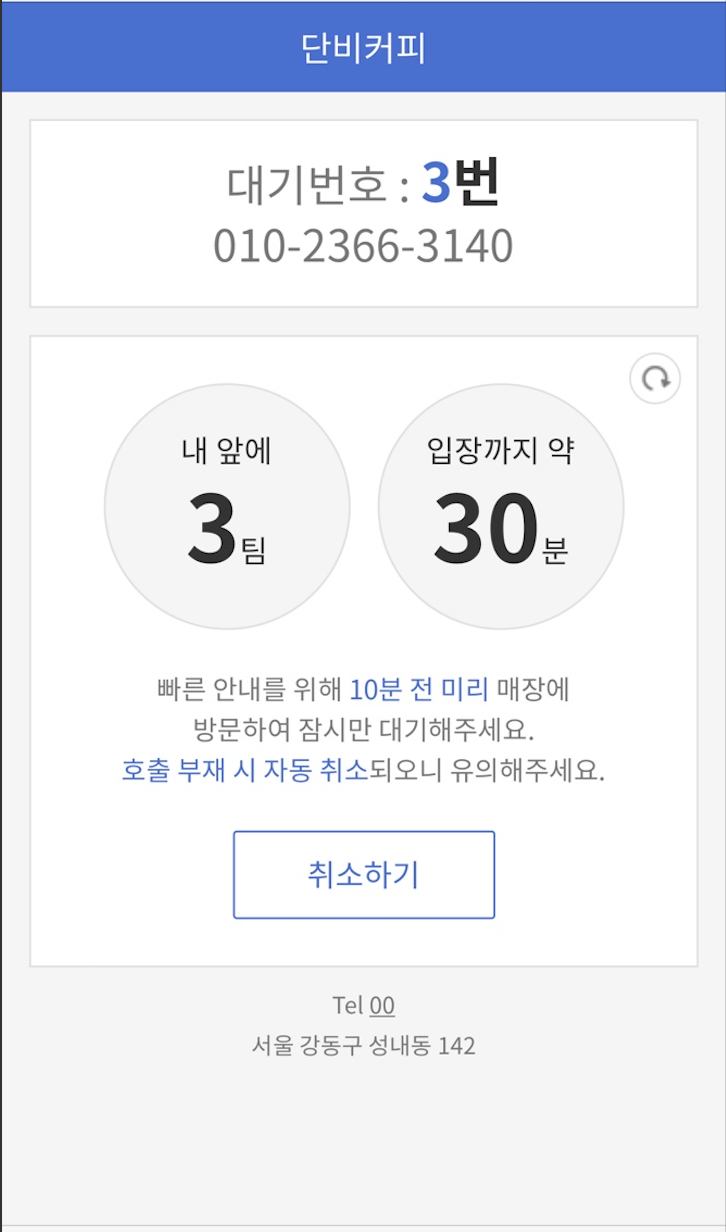 단비커피
대기번호 : 3번
010-2366-3140
내 앞에
3팀
입장까지 약
30분
빠른 안내를 위해 10분 전 미리 매장에
방문하여 잠시만 대기해주세요.
호출 부재 시 자동 취소되오니 유의해주세요.
취소하기
Tel 00
서울 강동구 성내동 142